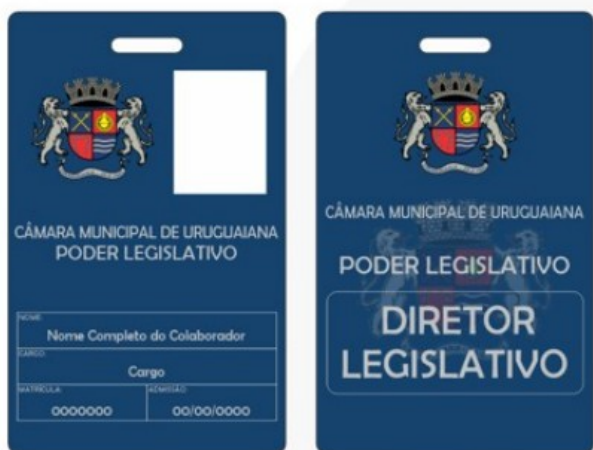 CÂMARA MUNICIPAL DE URUGUAIANA
PODER LEGISLATIVO
NOME:
Nome Completo do Colaborador
CARGO:
Cargo
MATRÍCULA:
ADMISSÃO:
0000000
00/00/0000
CÂMARA MUNICIPAL DE URUGUAIANA
PODER LEGISLATIVO
DIRETOR
LEGISLATIVO